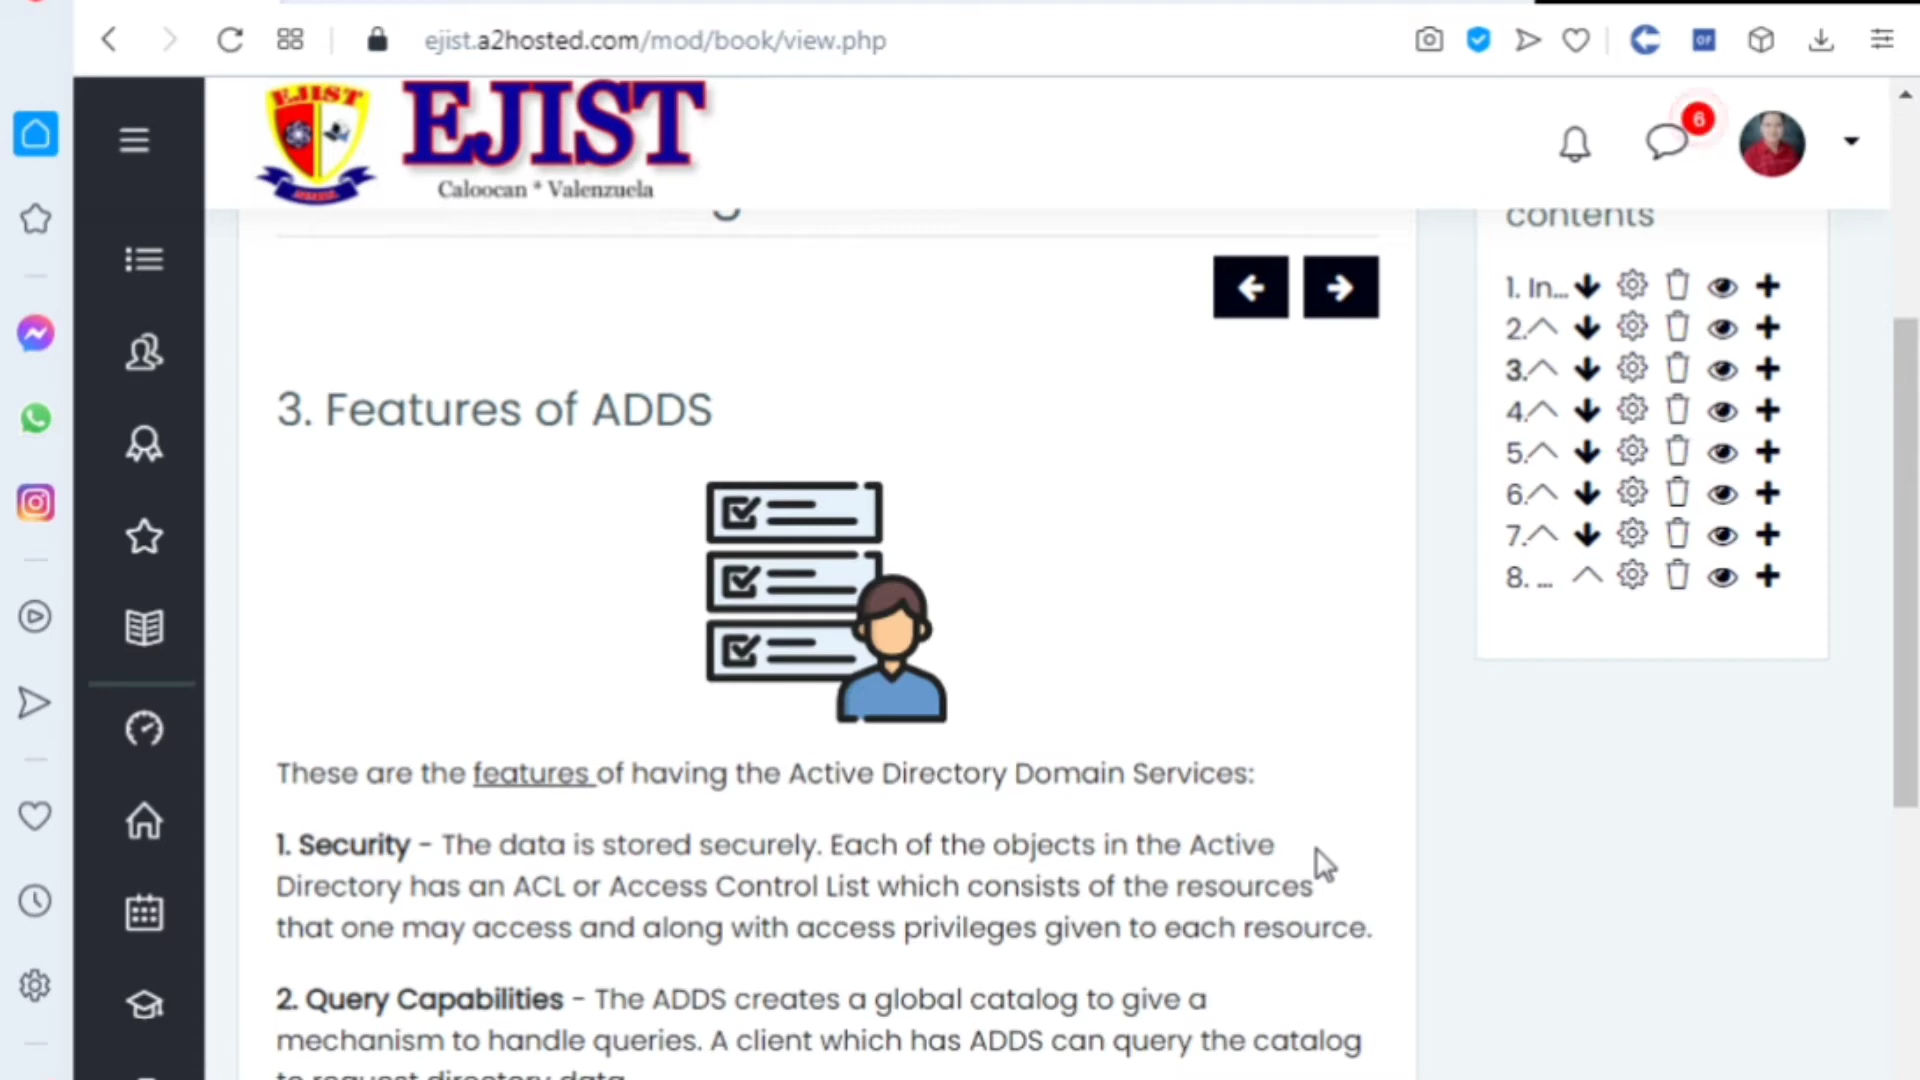 ejist.a2hosted.com/mod/book/view.php
EJIST
EJIST
Caloocan * Valenzuela
6
contents
1. In...
2.
3.
4.
5.
6.
7.
8. ...
3. Features of ADDS
These are the features of having the Active Directory Domain Services:
1. Security - The data is stored securely. Each of the objects in the Active
Directory has an ACL or Access Control List which consists of the resources
that one may access and along with access privileges given to each resource.
2. Query Capabilities - The ADDS creates a global catalog to give a
mechanism to handle queries. A client which has ADDS can query the catalog
to request directory data